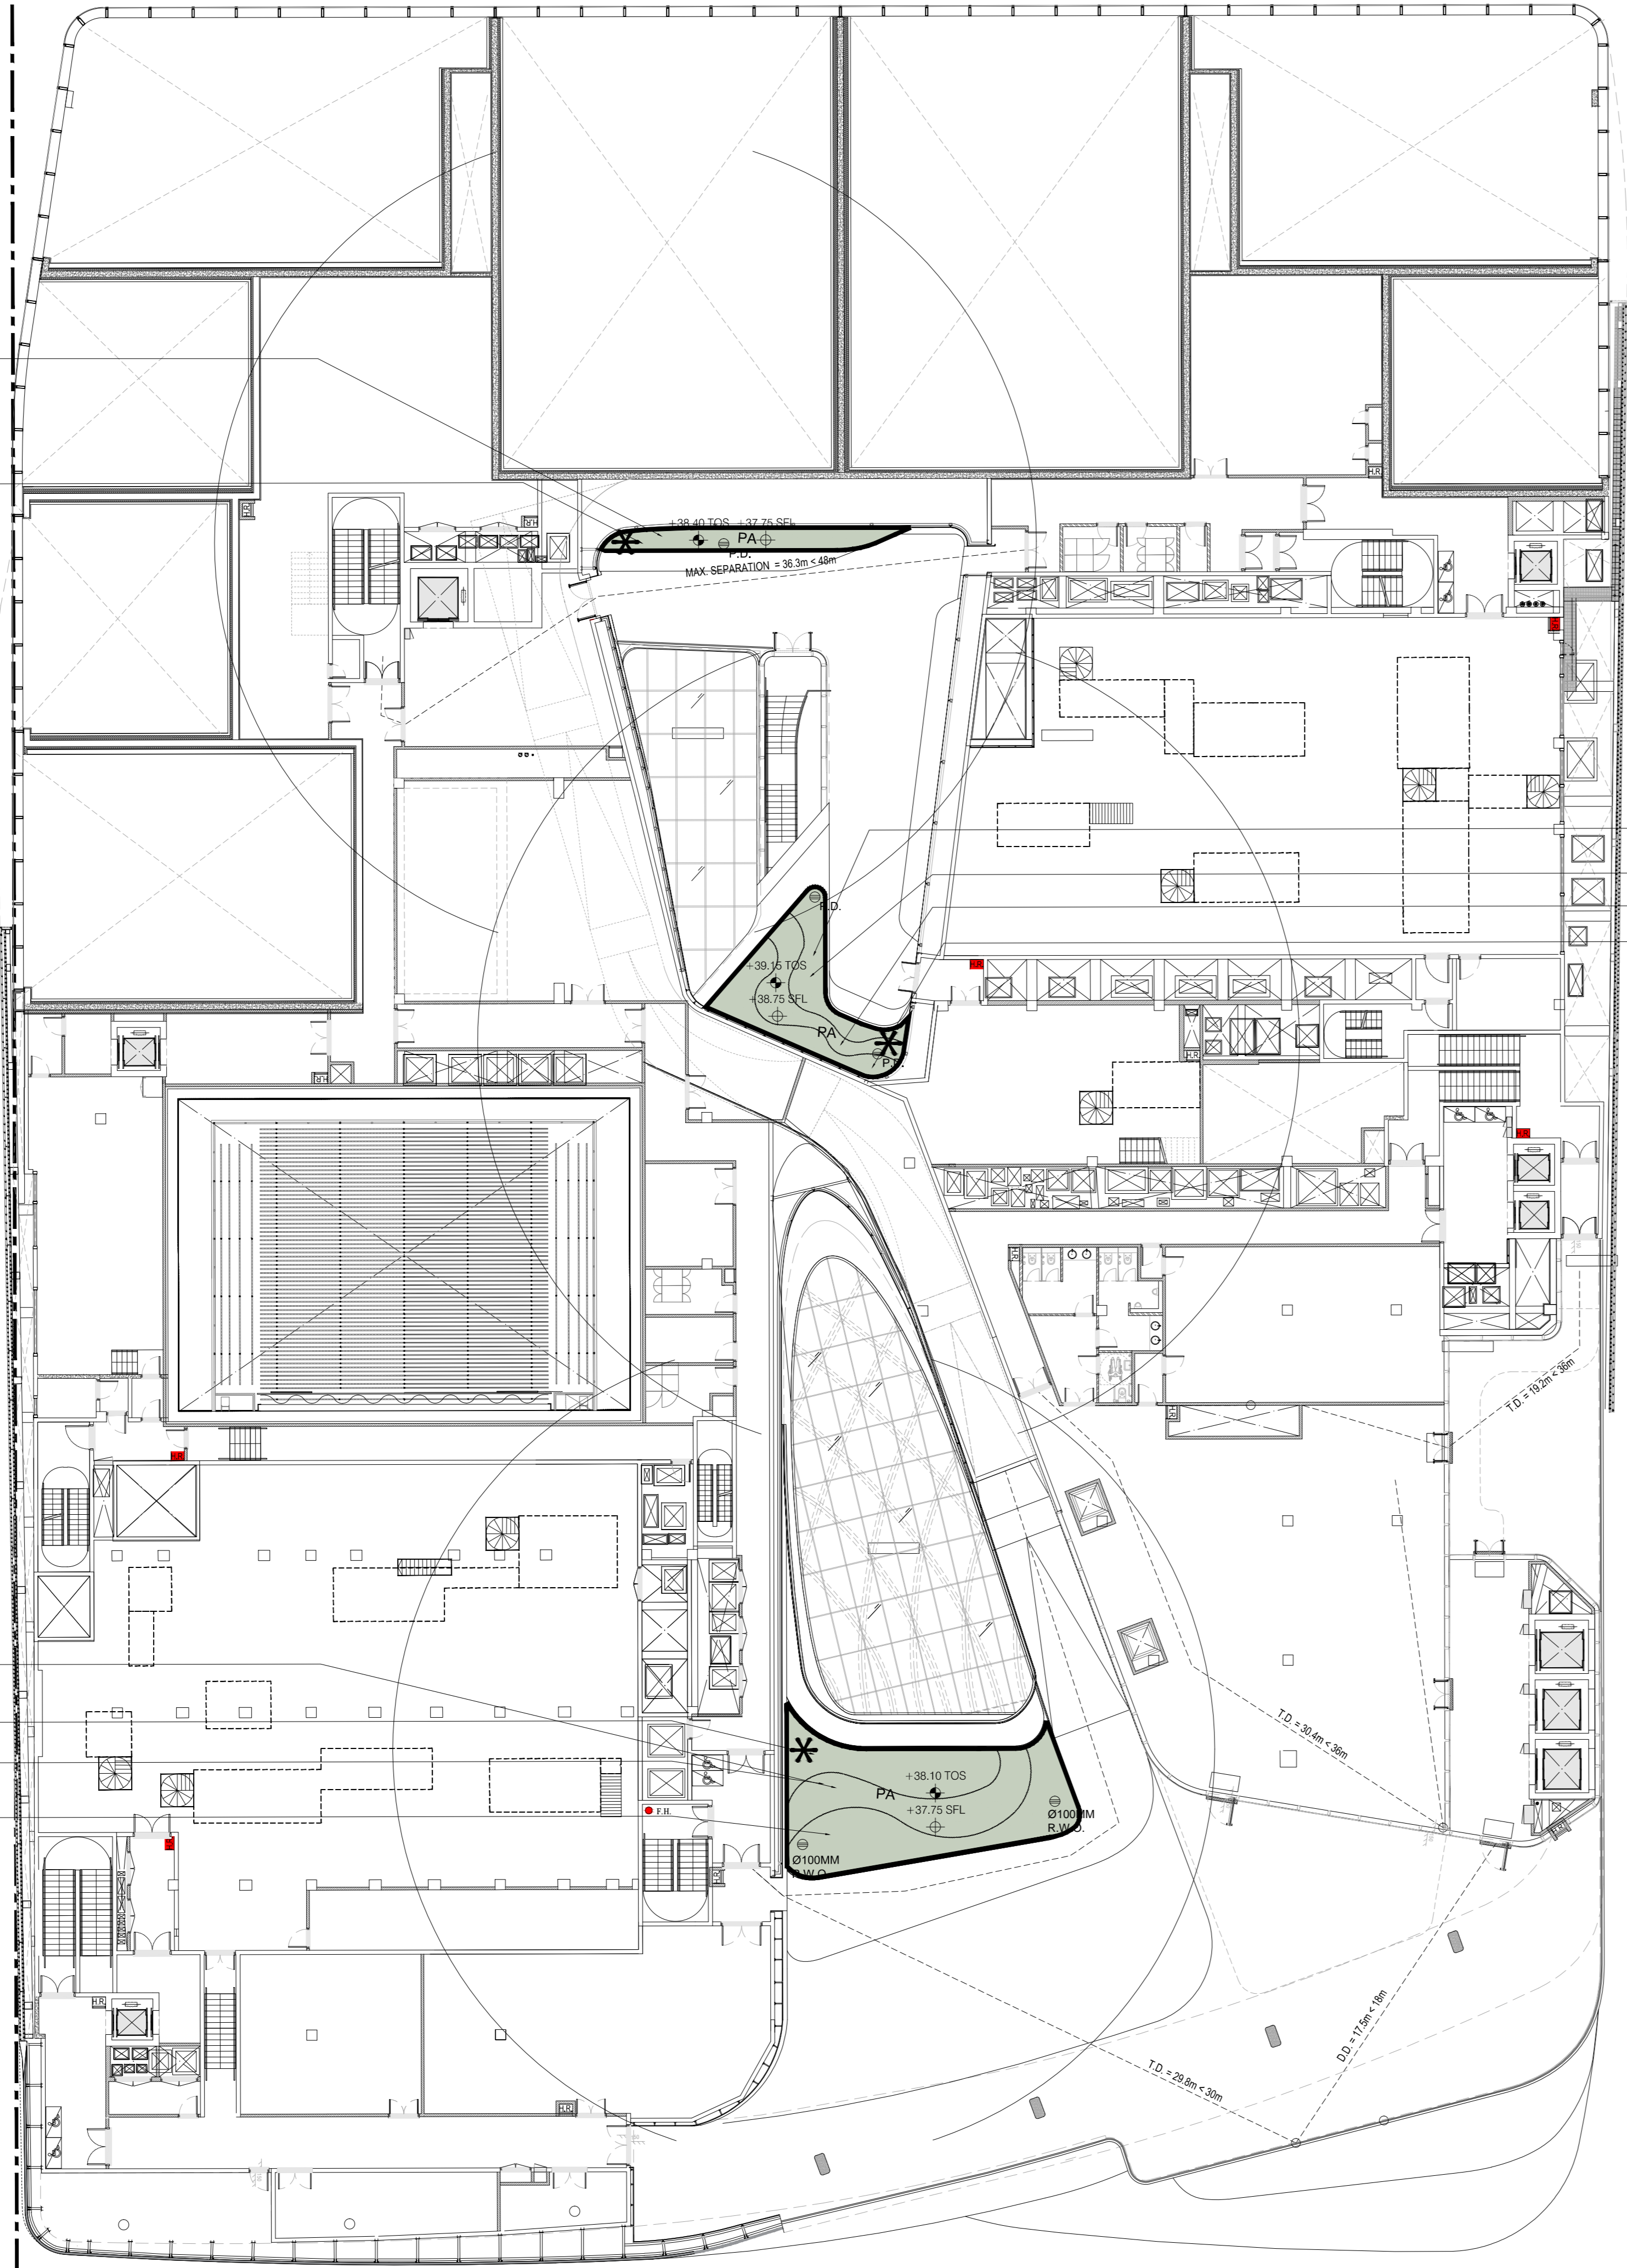 H.R.
H.R.
H.R.
+38.40 TOS +37.75 SFL
PA
P.D.
MAX. SEPARATION = 36.3m < 48m
H.R.
P.D.
+39.15 TOS
+38.75 SFL
PA
P.D.
H.R.
H.R.
H.R.
H.R.
H.R.
T.D. = 19.2m < 36m
H.R.
H.R.
T.D. = 30.4m < 36m
+38.10 TOS
PA
+37.75 SFL
Ø100MM
R.W.O.
F.H.
Ø100MM
R.W.O.
H.R.
H.R.
H.R.
H.R.
D.D. = 17.5m < 18m
T.D. = 29.8m < 30m
H.R.